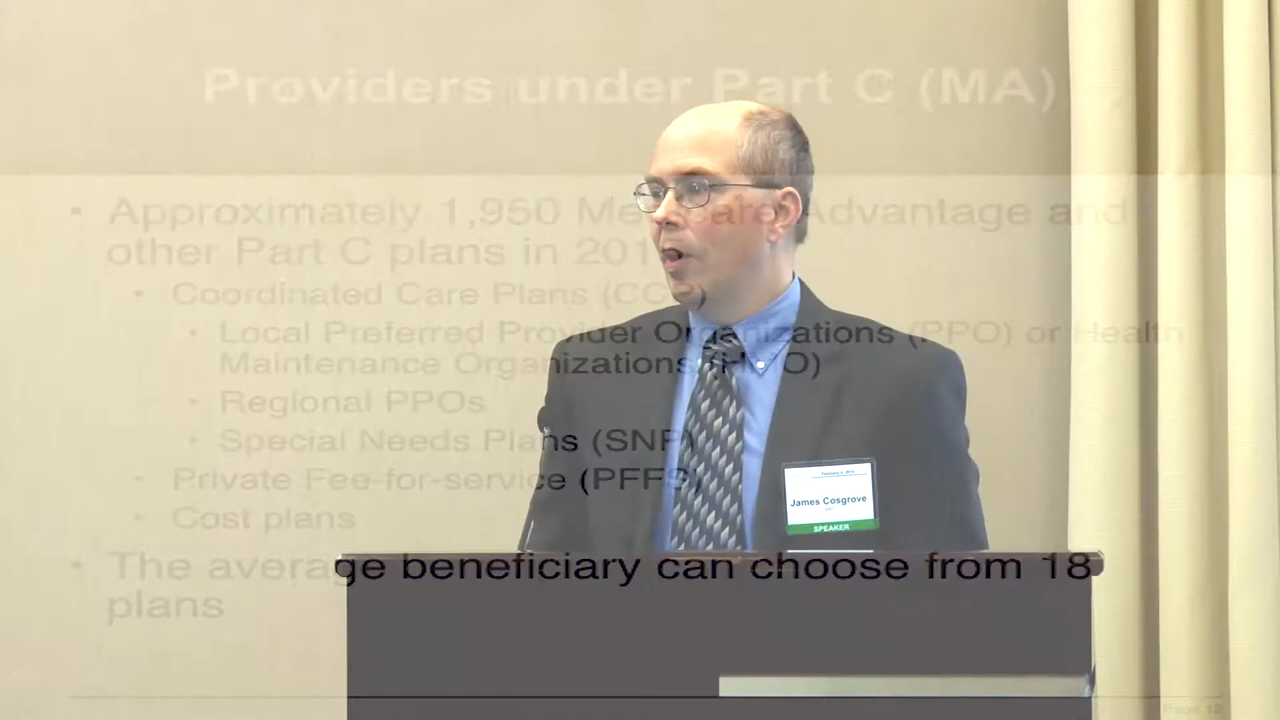 Providers under Part C (MA)
• Approximately 1,950 Medicare Advantage and
other Part C plans in 201
• Coordinated Care Plans (CC
• Local Preferred Provider Organizations (PPO) or Health
Maintenance Organizations (HMO)
• Regional PPOs
• Special Needs Plans (SNP)
Private Fee-for-service (PFFS)
• Cost plans
• The average beneficiary can choose from 18
plans
James Cosgrove
SPEAKER
Page 12